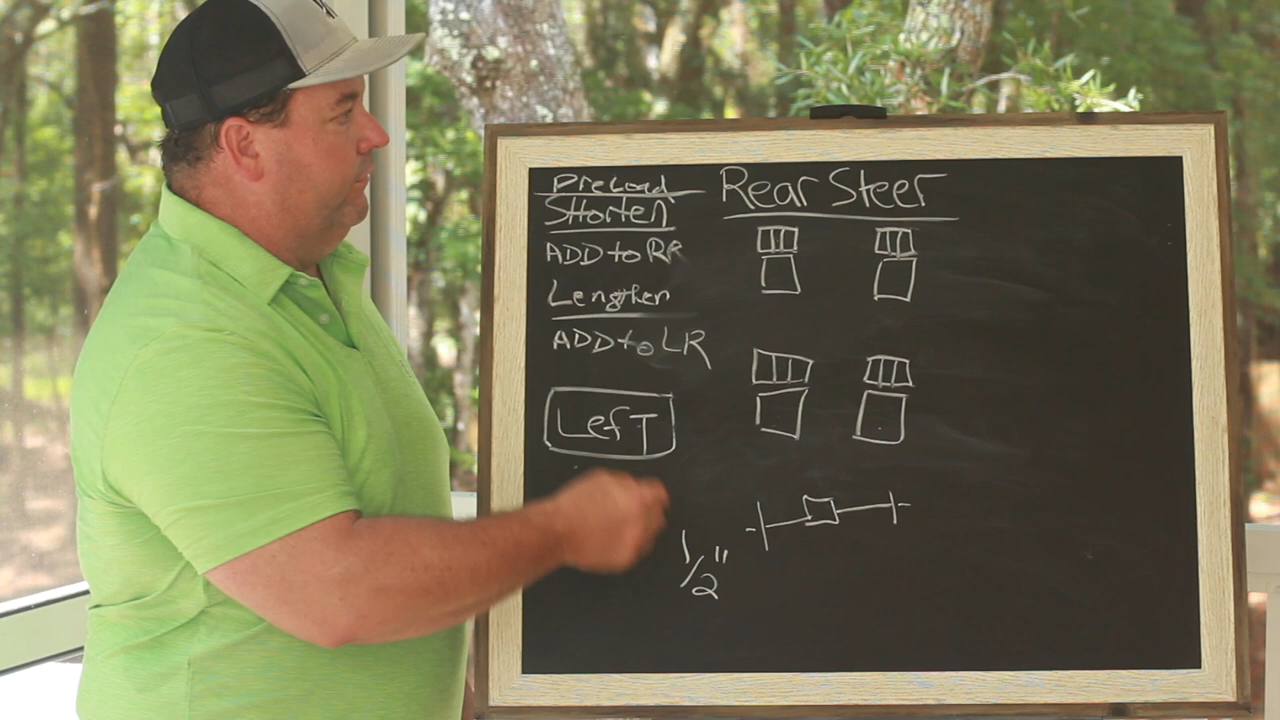 PreLoad
SHorten
ADD to RR
Lengthen
ADD to LR
LefT
Rear Steer
1/2"